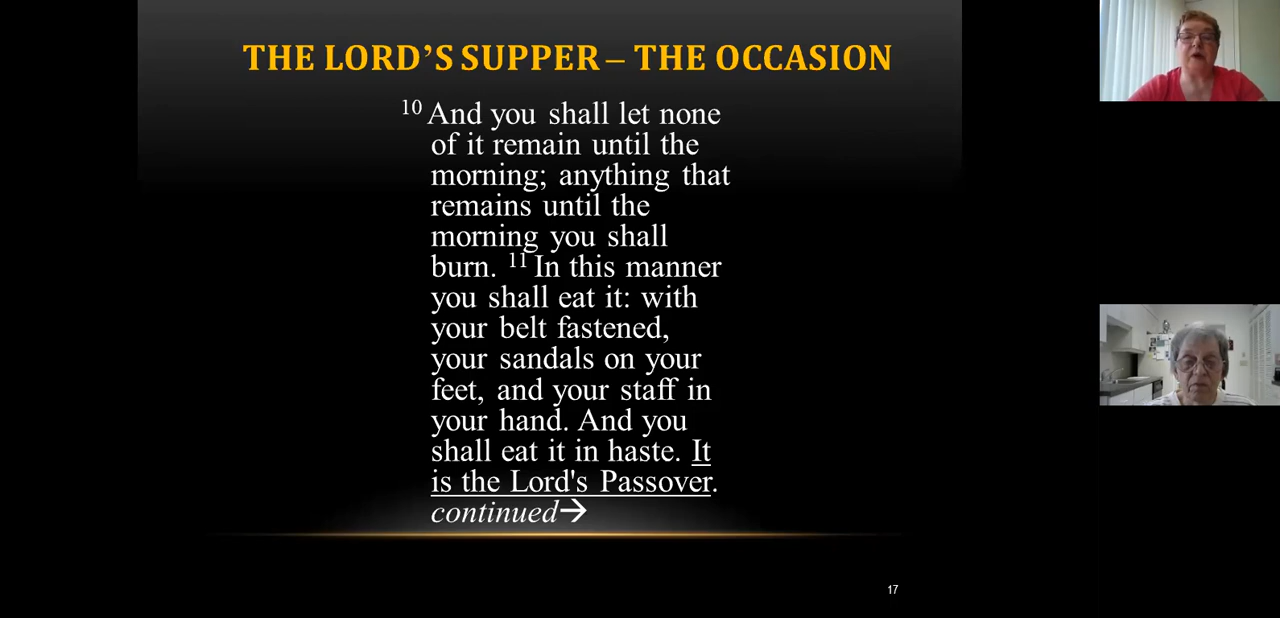 THE LORD’S SUPPER – THE OCCASION
10 And you shall let none
of it remain until the
morning; anything that
remains until the
morning you shall
burn. 11 In this manner
you shall eat it: with
your belt fastened,
your sandals on your
feet, and your staff in
your hand. And you
shall eat it in haste. It
is the Lord's Passover.
continued→
17